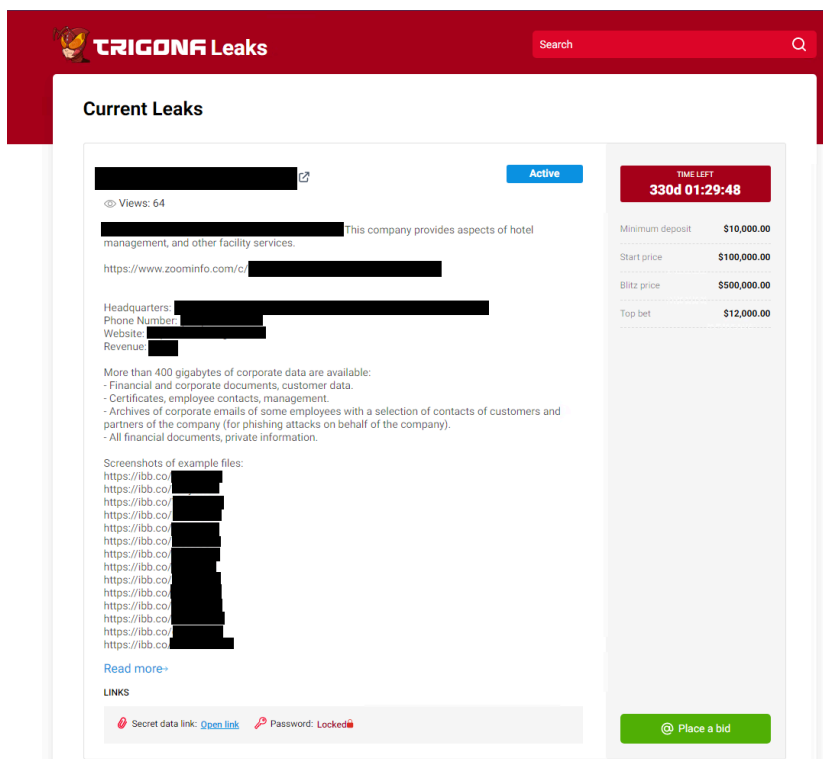 TRIGONA Leaks
Search
Current Leaks
Active
Views: 64
This company provides aspects of hotel
management, and other facility services.
https://www.zoominfo.com/c/
Headquarters:
Phone Number:
Website:
Revenue:
More than 400 gigabytes of corporate data are available:
- Financial and corporate documents, customer data.
- Certificates, employee contacts, management.
- Archives of corporate emails of some employees with a selection of contacts of customers and
partners of the company (for phishing attacks on behalf of the company).
- All financial documents, private information.
Screenshots of example files:
https://ibb.co/
https://ibb.co/
https://ibb.co/
https://ibb.co/
https://ibb.co/
https://ibb.co/
https://ibb.co/
https://ibb.co/
https://ibb.co/
https://ibb.co/
https://ibb.co/
https://ibb.co/
https://ibb.co/
https://ibb.co/
Read more→
LINKS
Secret data link: Open link Password: Locked
TIME LEFT
330d 01:29:48
Minimum deposit $10,000.00
Start price $100,000.00
Blitz price $500,000.00
Top bet $12,000.00
Place a bid